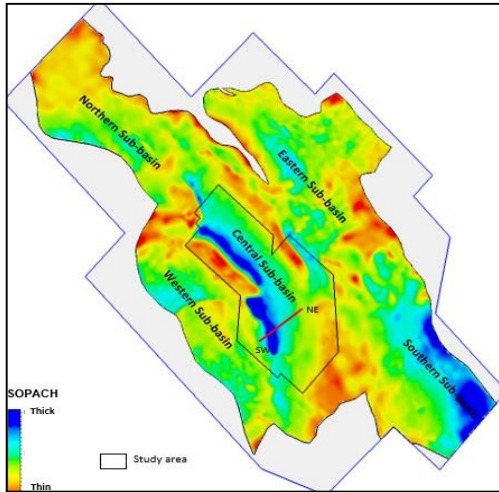 Northern Sub-basin
Eastern Sub-basin
Central Sub-basin
Western Sub-basin
NE
SW
Southern Sub-basin
SOPACH
Thick
Thin
Study area